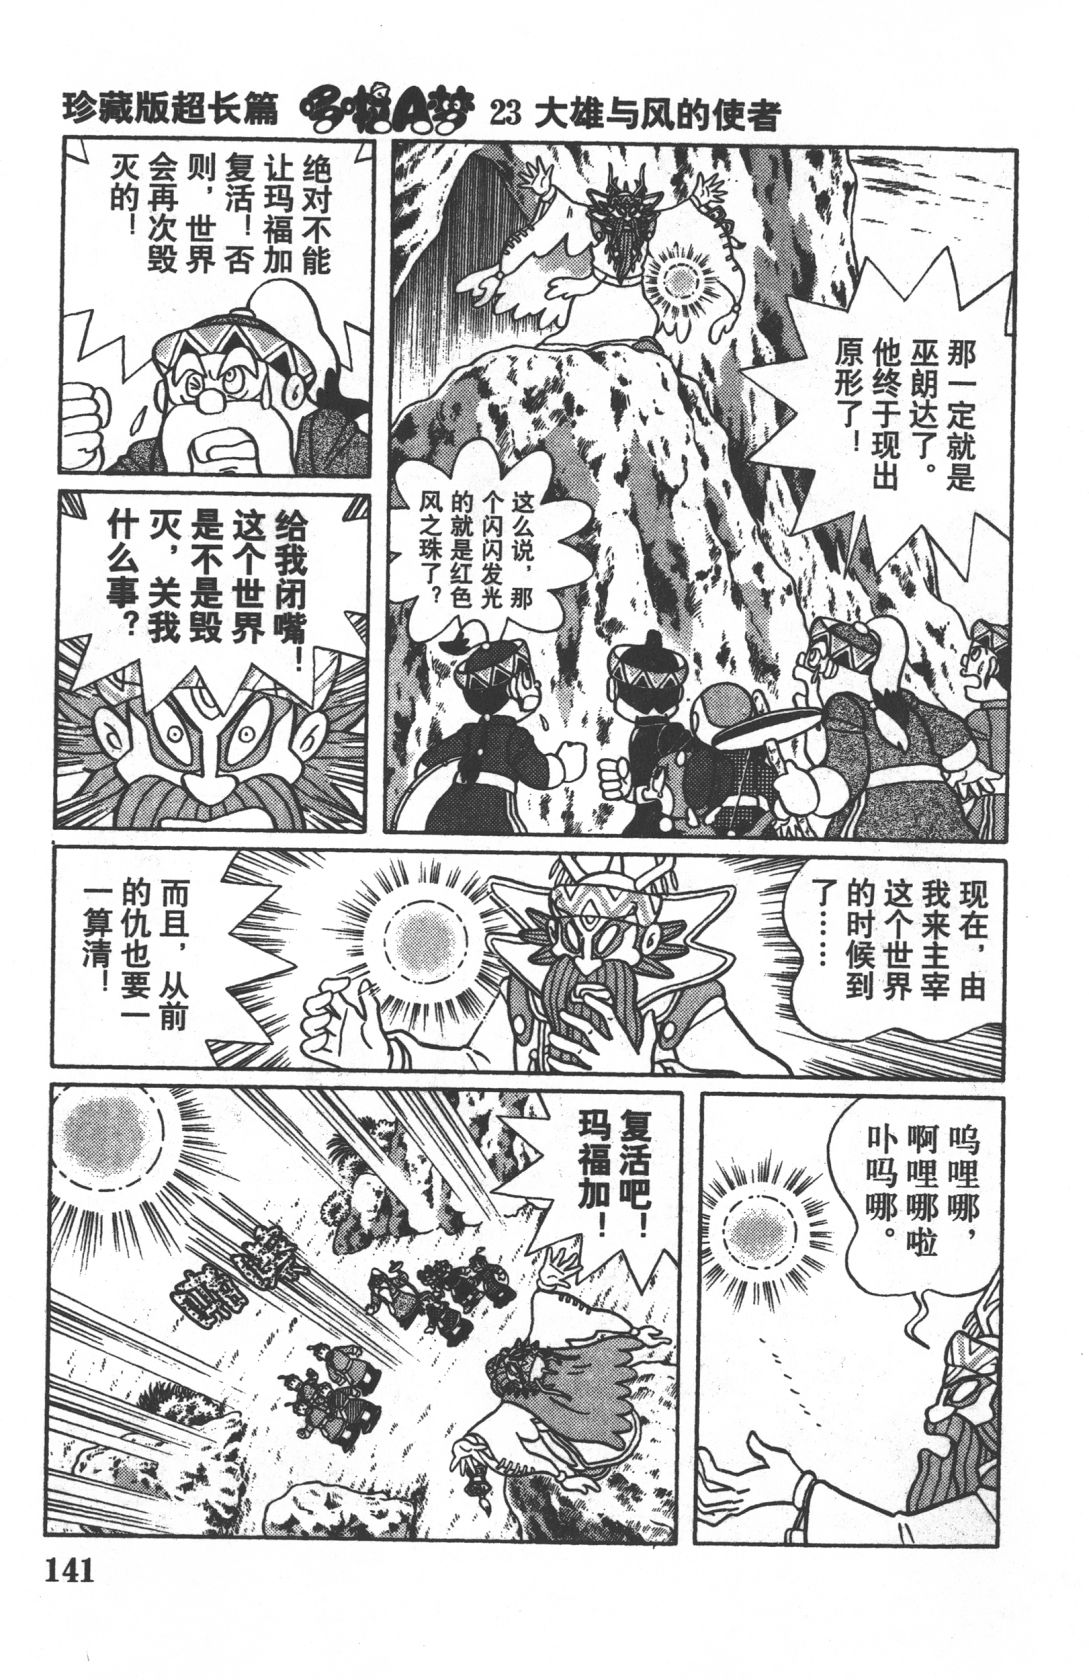 珍藏版超长篇 哆啦A梦 23 大雄与风的使者
那一定就是
巫朗达了。
他终于现出
原形了！
这么说，那
个闪闪发光
的就是红色
风之珠了？
绝对不能
让玛福加
复活！否
则，世界
会再次毁
灭的！
给我闭嘴！
这个世界
是不是毁
灭，关我
什么事？
现在，由
我来主宰
这个世界
的时候到
了……
而且，从前
的仇也要一
一算清！
呜哩哪，
啊哩哪啦
卟吗哪。
复活吧！
玛福加！
141